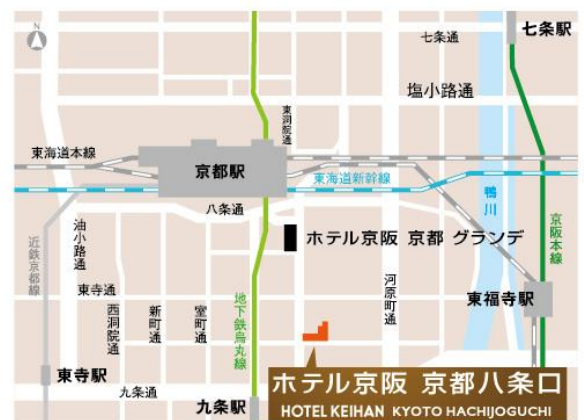 N
七条駅
七条通
塩小路通
東洞院通
東海道本線
京都駅
東海道新幹線
鴨川
八条通
京阪本線
近鉄京都線
油小路通
ホテル京阪 京都 グランデ
河原町通
東福寺駅
東寺通
西洞院通
新町通
室町通
地下鉄烏丸線
東寺駅
九条通
九条駅
ホテル京阪 京都八条口
HOTEL KEIHAN KYOTO HACHIJOGUCHI